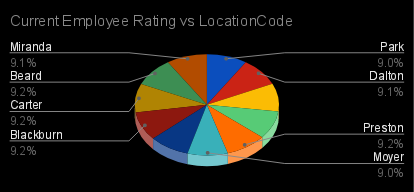 Current Employee Rating vs LocationCode
Miranda
9.1%
Beard
9.2%
Carter
9.2%
Blackburn
9.2%
Park
9.0%
Dalton
9.1%
Preston
9.2%
Moyer
9.0%